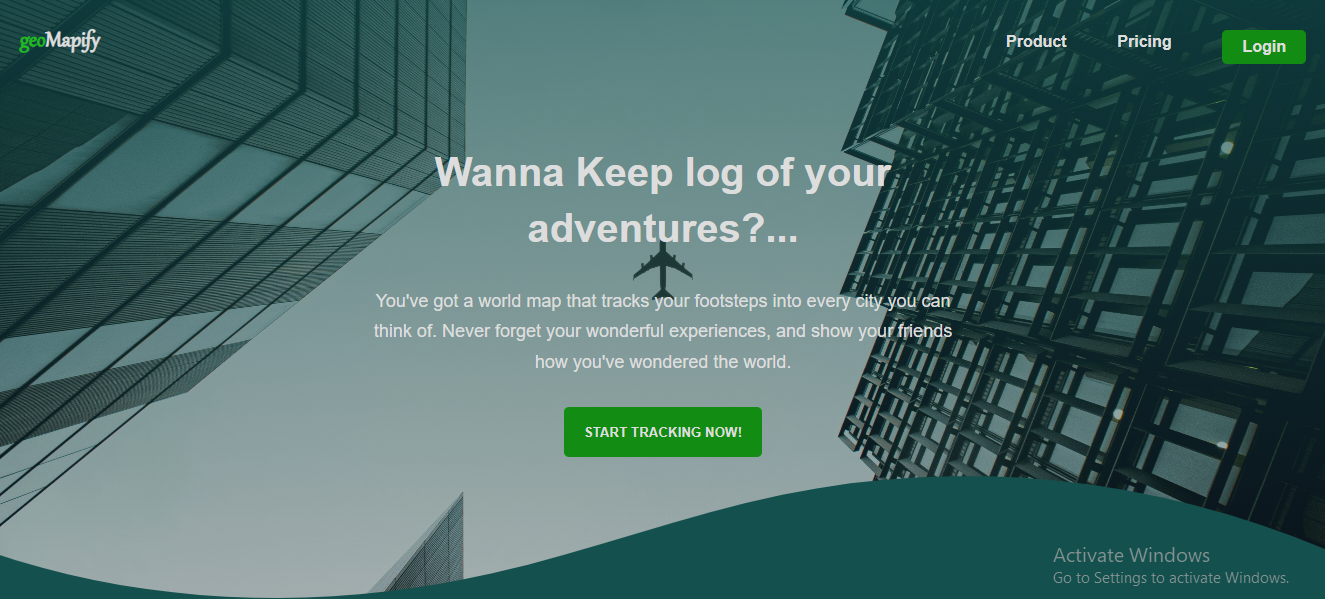 geoMapify
Product
Pricing
Login
Wanna Keep log of your
adventures?...
You've got a world map that tracks your footsteps into every city you can
think of. Never forget your wonderful experiences, and show your friends
how you've wondered the world.
START TRACKING NOW!
Activate Windows
Go to Settings to activate Windows.